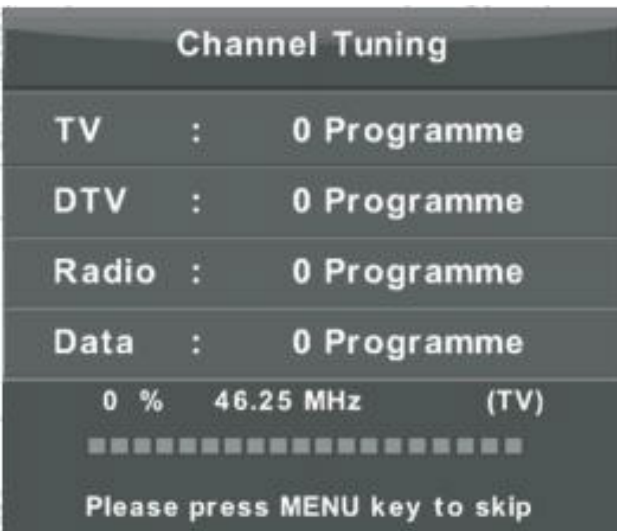 Channel Tuning
TV : 0 Programme
DTV : 0 Programme
Radio : 0 Programme
Data : 0 Programme
0 % 46.25 MHz (TV)
Please press MENU key to skip